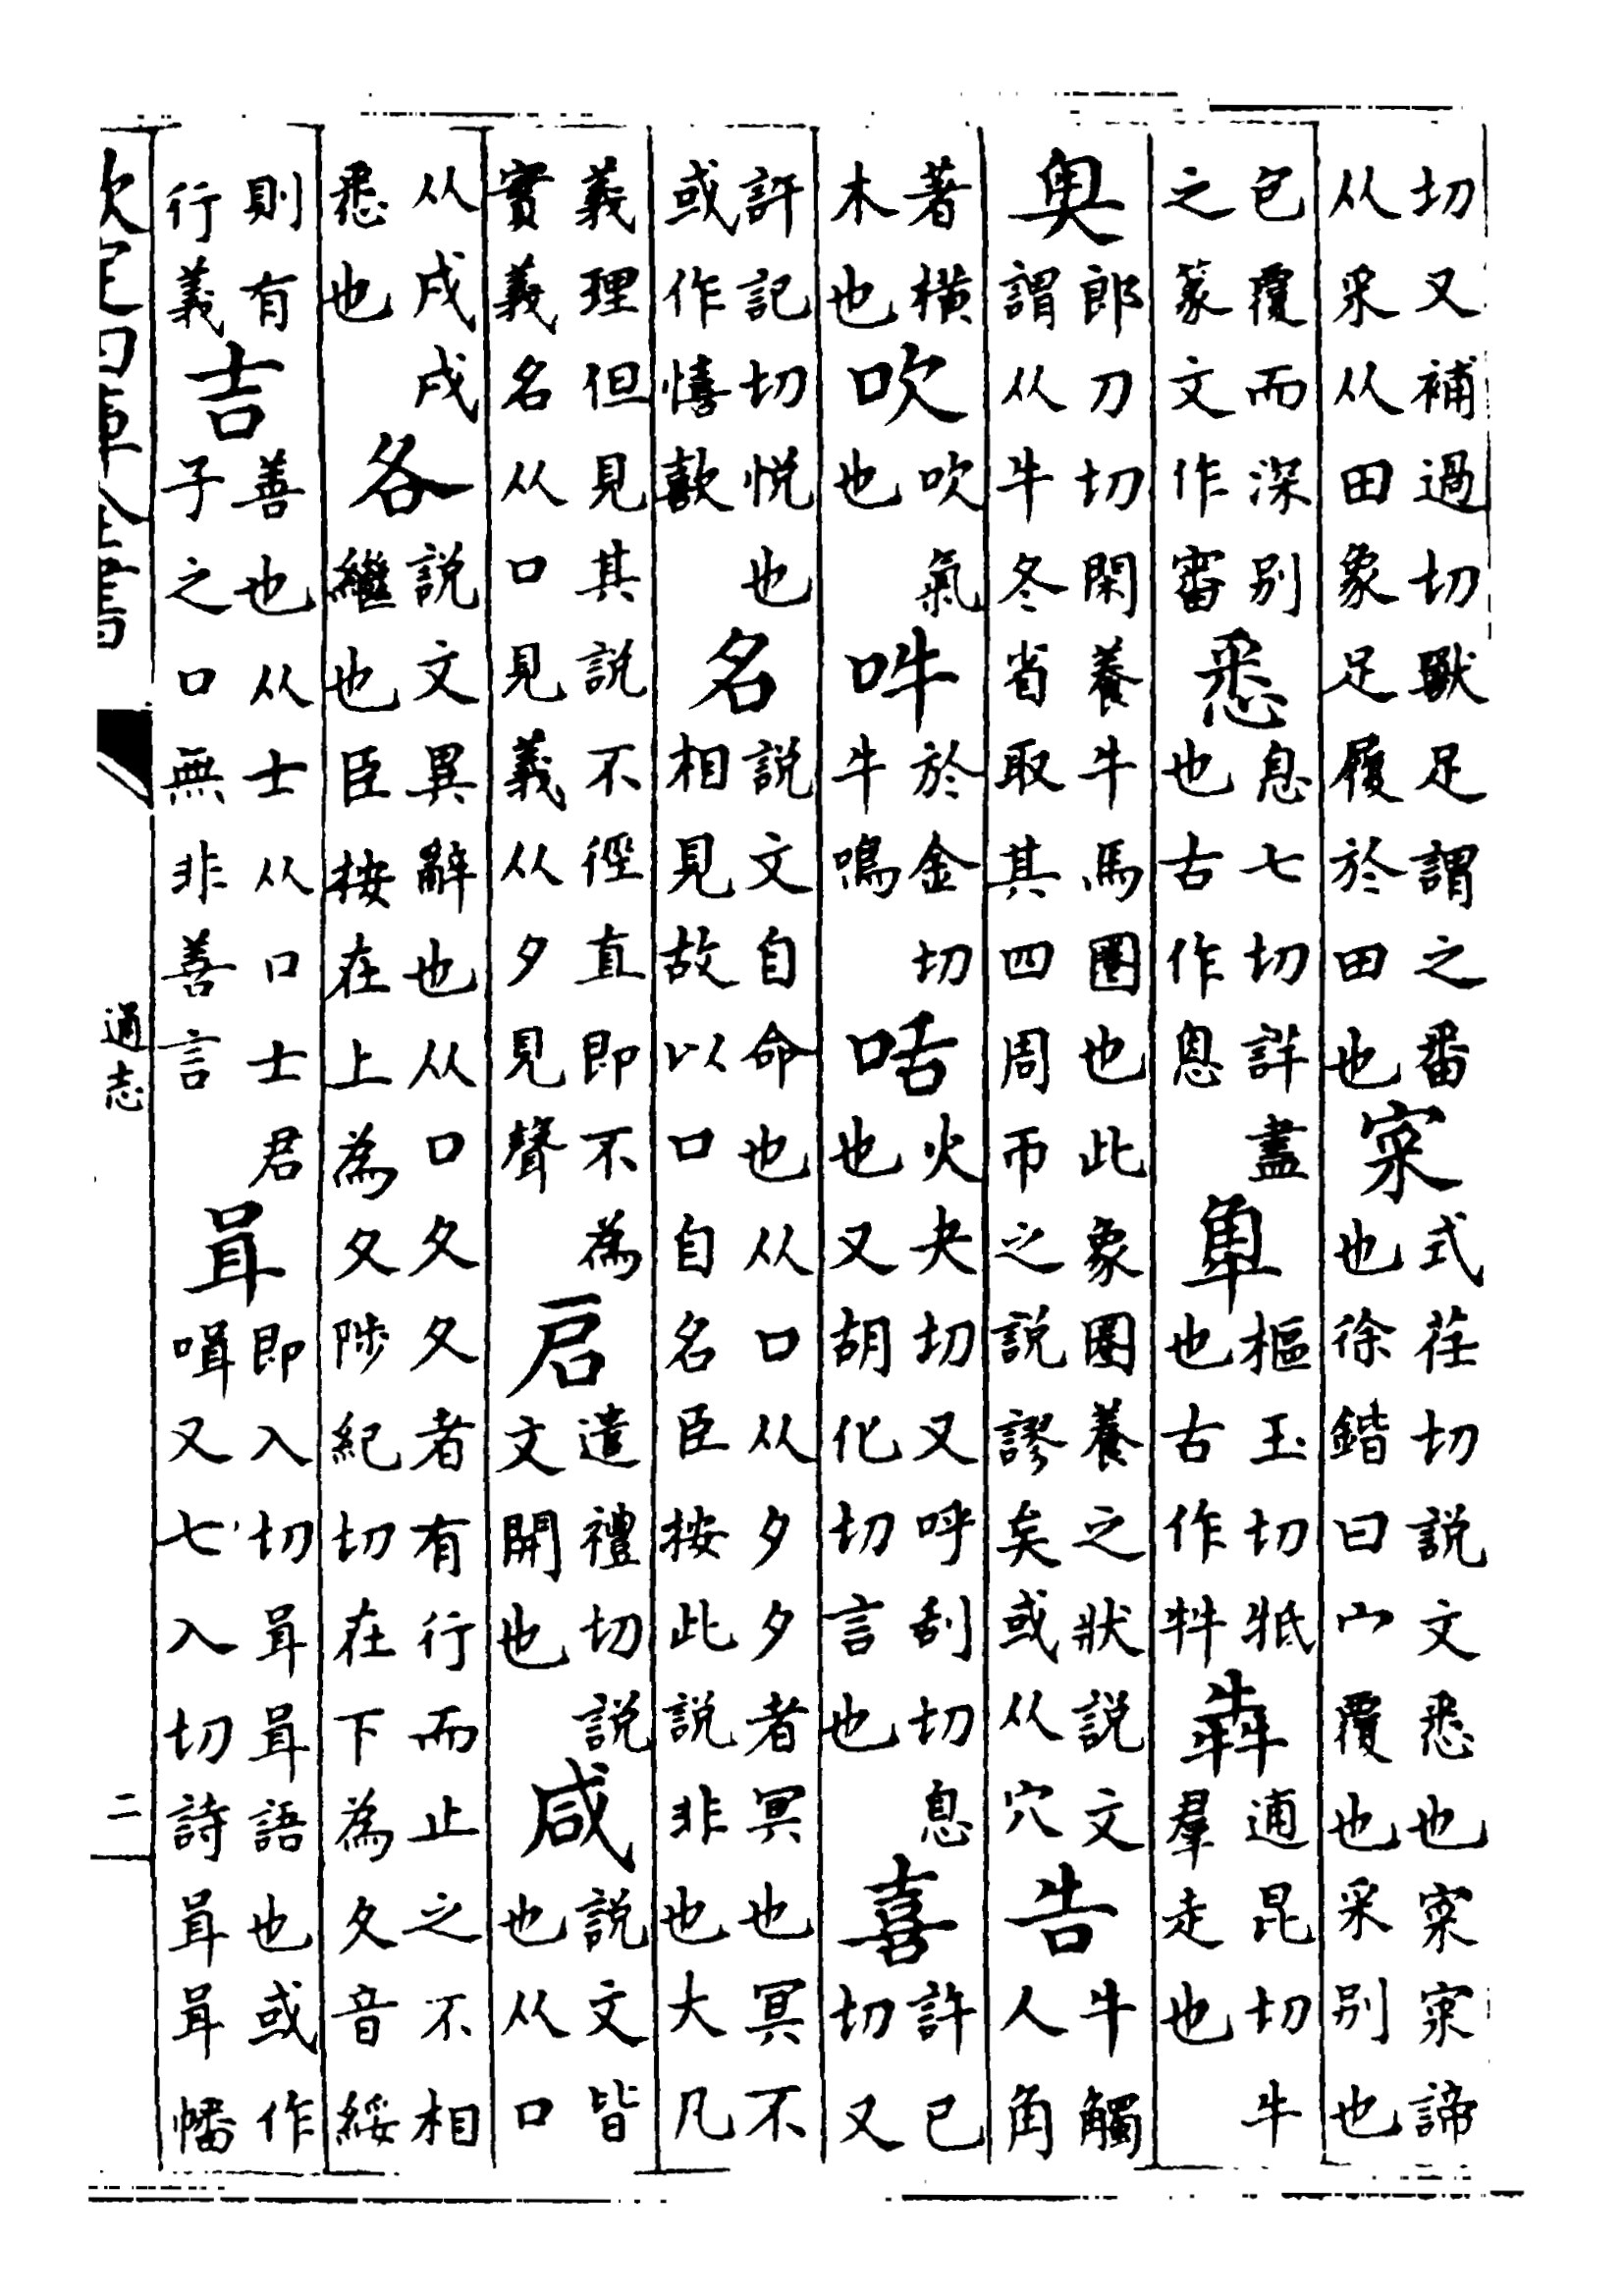 切又補過切獸足謂之番从釆从田象足履於田也宷式荏切說文悉也宷宷諦也徐鍇曰宀覆也釆別也
包覆而深別之篆文作審悉息七切詳盡也古作恖樞玉切牴也古作㸬犇逋昆切牛羣走也
郎刀切閑養牛馬圈也此象圈養之狀說文謂从牛冬省取其四周帀之說謬矣或从穴告牛觸人角
著橫木也吹吹氣也吽於金切牛鳴咶火夬切又呼刮切息也又胡化切言也喜許已切又
許記切悅也或作憘歖名說文自命也从口从夕夕者冥也冥不相見故以口自名臣按此說非也大凡
義理但見其說不徑直即不為實義名从口見義从夕見聲启遣禮切說文開也咸說文皆也从口
从戌戌悉也各說文異辭也从口夂夂者有行而止之不相繼也臣按在上為夂陟紀切在下為夊音綏
則有行義吉善也从士从口士君子之口無非善言咠即入切咠咠語也或作㗱又七入切詩咠咠幡
欽定四庫全書
通志
二